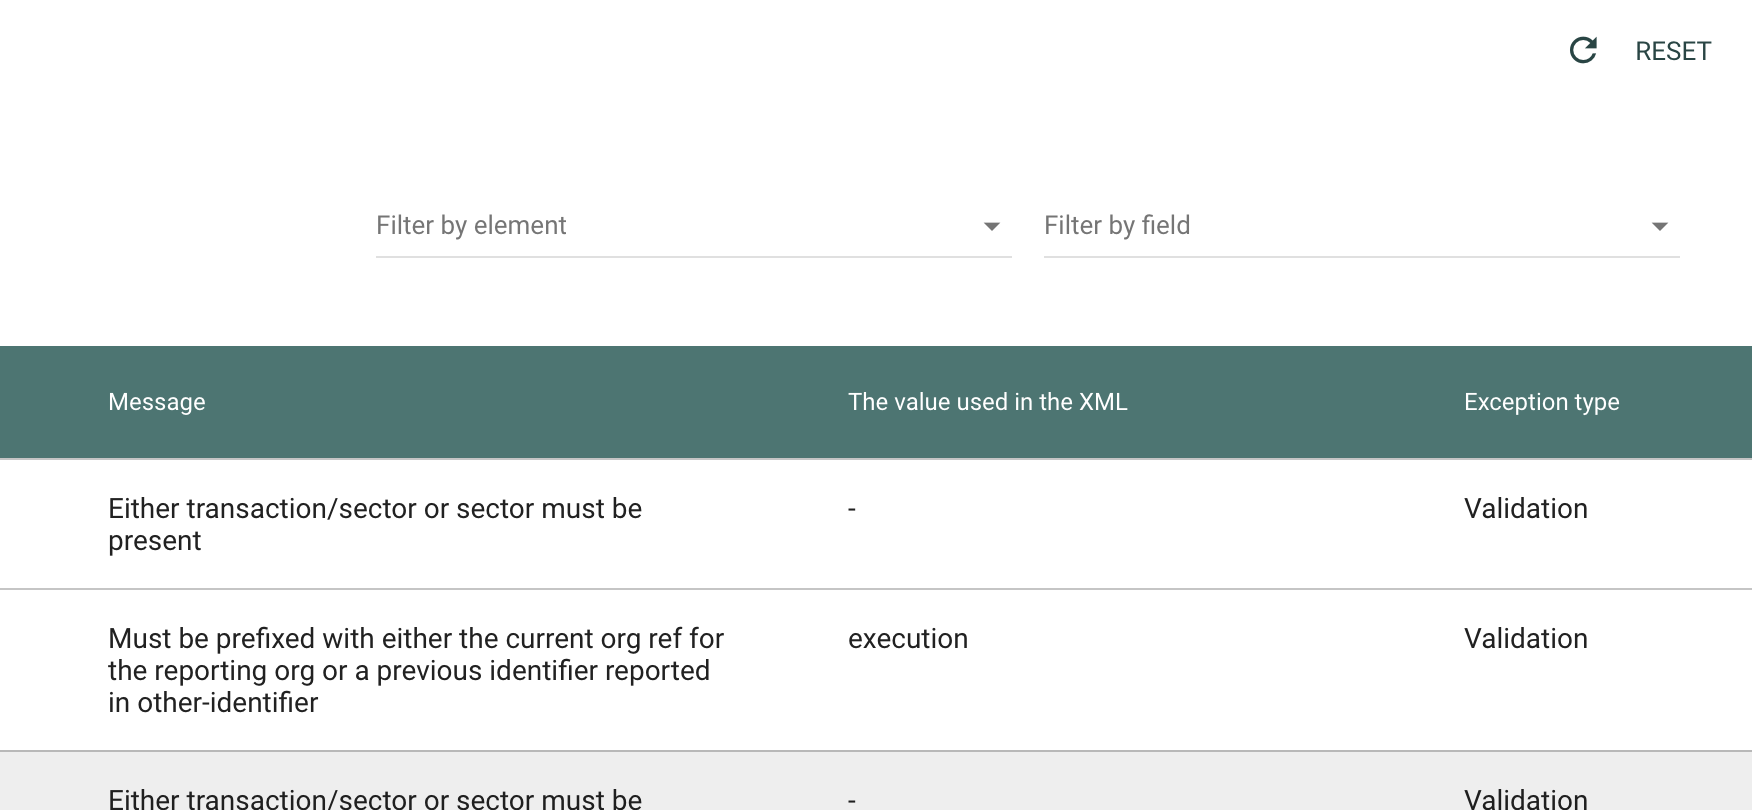 RESET
Filter by element
Filter by field
Message
The value used in the XML
Exception type
Either transaction/sector or sector must be
present
-
Validation
Must be prefixed with either the current org ref for
the reporting org or a previous identifier reported
in other-identifier
execution
Validation
Either transaction/sector or sector must be
-
Validation